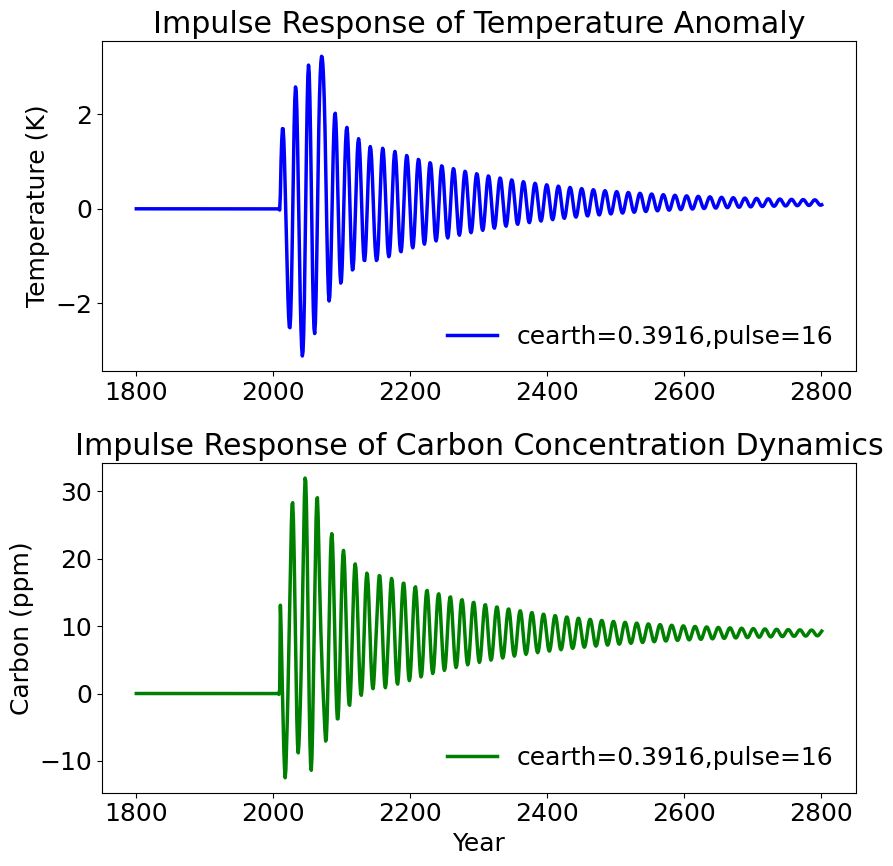 Impulse Response of Temperature Anomaly
Temperature (K)
2
0
−2
cearth=0.3916,pulse=16
1800 2000 2200 2400 2600 2800
Impulse Response of Carbon Concentration Dynamics
Carbon (ppm)
30
20
10
0
−10
cearth=0.3916,pulse=16
1800 2000 2200 2400 2600 2800
Year